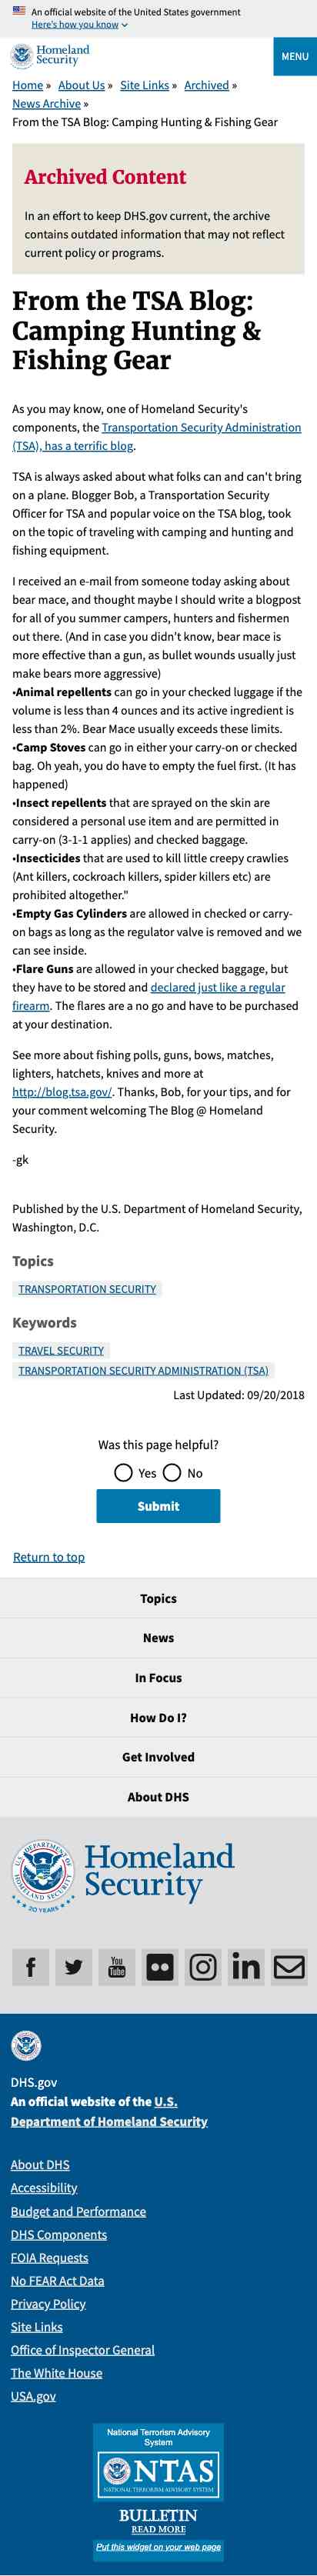 An official website of the United States government
Here's how you know
Homeland
Security
MENU
Home » About Us » Site Links » Archived »
News Archive »
From the TSA Blog: Camping Hunting & Fishing Gear
Archived Content
In an effort to keep DHS.gov current, the archive
contains outdated information that may not reflect
current policy or programs.
From the TSA Blog:
Camping Hunting &
Fishing Gear
As you may know, one of Homeland Security's
components, the Transportation Security Administration
(TSA), has a terrific blog.
TSA is always asked about what folks can and can't bring
on a plane. Blogger Bob, a Transportation Security
Officer for TSA and popular voice on the TSA blog, took
on the topic of traveling with camping and hunting and
fishing equipment.
I received an e-mail from someone today asking about
bear mace, and thought maybe I should write a blogpost
for all of you summer campers, hunters and fishermen
out there. (And in case you didn't know, bear mace is
more effective than a gun, as bullet wounds usually just
make bears more aggressive)
•Animal repellents can go in your checked luggage if the
volume is less than 4 ounces and its active ingredient is
less than 2%. Bear Mace usually exceeds these limits.
•Camp Stoves can go in either your carry-on or checked
bag. Oh yeah, you do have to empty the fuel first. (It has
happened)
•Insect repellents that are sprayed on the skin are
considered a personal use item and are permitted in
carry-on (3-1-1 applies) and checked baggage.
•Insecticides that are used to kill little creepy crawlies
(Ant killers, cockroach killers, spider killers etc) are
prohibited altogether."
•Empty Gas Cylinders are allowed in checked or carry-
on bags as long as the regulator valve is removed and we
can see inside.
•Flare Guns are allowed in your checked baggage, but
they have to be stored and declared just like a regular
firearm. The flares are a no go and have to be purchased
at your destination.
See more about fishing polls, guns, bows, matches,
lighters, hatchets, knives and more at
http://blog.tsa.gov/. Thanks, Bob, for your tips, and for
your comment welcoming The Blog @ Homeland
Security.
-gk
Published by the U.S. Department of Homeland Security,
Washington, D.C.
Topics
TRANSPORTATION SECURITY
Keywords
TRAVEL SECURITY
TRANSPORTATION SECURITY ADMINISTRATION (TSA)
Last Updated: 09/20/2018
Was this page helpful?
Yes No
Submit
Return to top
Topics
News
In Focus
How Do I?
Get Involved
About DHS
U.S. DEPARTMENT OF HOMELAND SECURITY
20 YEARS
Homeland
Security
You
Tube
DHS.gov
An official website of the U.S.
Department of Homeland Security
About DHS
Accessibility
Budget and Performance
DHS Components
FOIA Requests
No FEAR Act Data
Privacy Policy
Site Links
Office of Inspector General
The White House
USA.gov
National Terrorism Advisory
System
NTAS
NATIONAL TERRORISM ADVISORY SYSTEM
BULLETIN
READ MORE
Put this widget on your web page